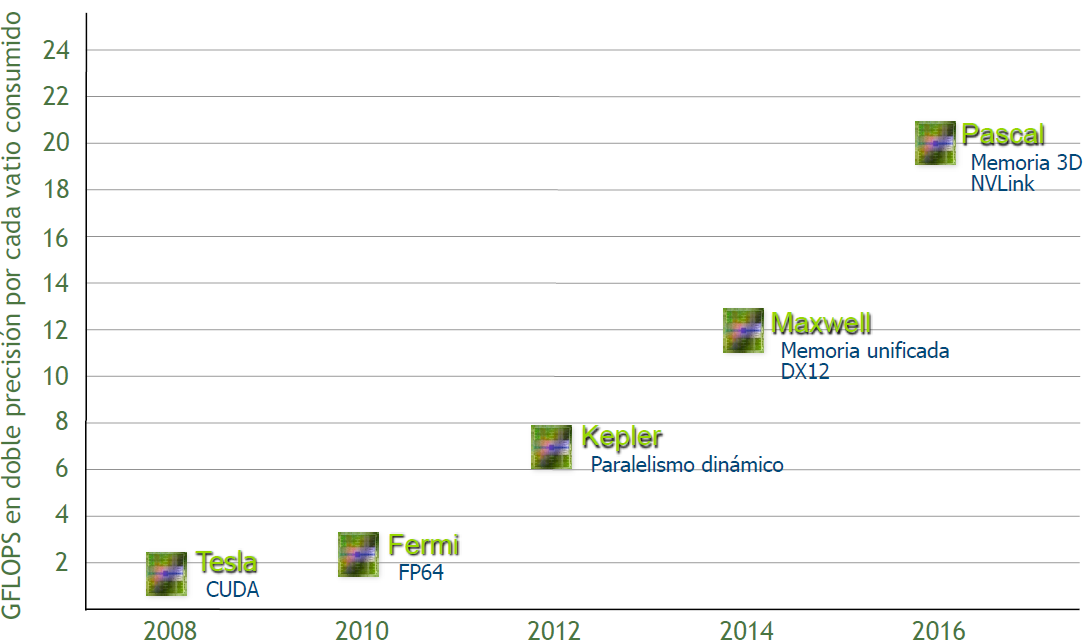 GFLOPS en doble precisión por cada vatio consumido
24
22
20
18
16
14
12
10
8
6
4
2
Pascal
Memoria 3D
NVLink
Maxwell
Memoria unificada
DX12
Kepler
Paralelismo dinámico
Fermi
FP64
Tesla
CUDA
2008
2010
2012
2014
2016